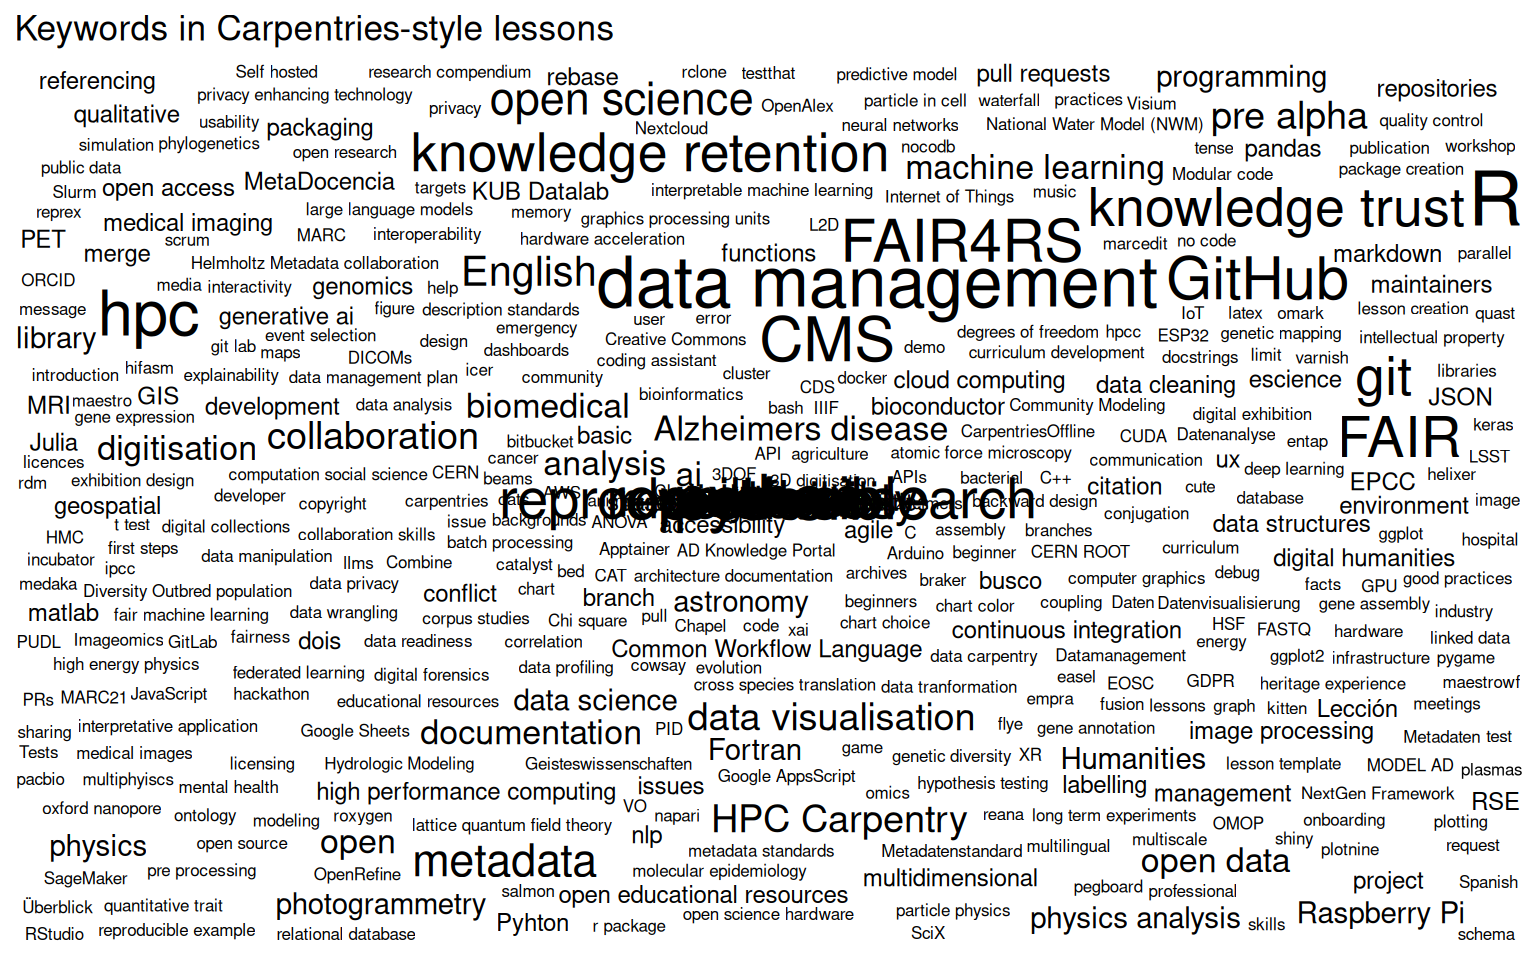 Keywords in Carpentries-style lessons
referencing Self hosted research compendium rebase rclone testthat predictive model pull requests programming repositories
privacy enhancing technology privacy open science OpenAlex particle in cell waterfall practices Visium
qualitative usability packaging Nextcloud neural networks National Water Model (NWM) pre alpha quality control
simulation phylogenetics open research knowledge retention nocodb tense pandas publication workshop
public data machine learning Modular code package creation
Slurm open access MetaDocencia targets KUB Datalab interpretable machine learning Internet of Things music
reprex large language models memory graphics processing units L2D knowledge trust R
medical imaging MARC interoperability hardware acceleration FAIR4RS marcedit no code
PET scrum merge functions markdown parallel
Helmholtz Metadata collaboration
ORCID media interactivity genomics help English data management GitHub maintainers
message hpc generative ai figure description standards user error IoT latex omark lesson creation quast
library event selection emergency Creative Commons CMS degrees of freedom hpcc ESP32 genetic mapping intellectual property
git lab maps DICOMs design dashboards coding assistant demo curriculum development docstrings limit varnish
introduction hifasm explainability data management plan icer community cluster CDS docker cloud computing data cleaning escience git libraries
MRI maestro GIS development data analysis biomedical bioinformatics bash IIIF bioconductor Community Modeling digital exhibition JSON
gene expression
Julia digitisation collaboration bitbucket basic Alzheimers disease CarpentriesOffline CUDA Datenanalyse entap FAIR keras
licences cancer analysis API agriculture atomic force microscopy communication ux deep learning LSST
rdm exhibition design computation social science CERN beams ai 3DOF 3D digitisation APIs bacterial C++ citation cute EPCC helixer
geospatial developer copyright carpentries AWS backward design database environment image
t test digital collections collaboration skills issue backgrounds ANOVA accessibility agile C assembly branches conjugation data structures ggplot
HMC first steps batch processing hospital
incubator ipcc data manipulation llms Combine catalyst bed Apptainer AD Knowledge Portal Arduino beginner CERN ROOT curriculum digital humanities
medaka Diversity Outbred population data privacy conflict chart CAT architecture documentation archives braker busco computer graphics debug facts GPU good practices
matlab fair machine learning data wrangling corpus studies Chi square branch pull astronomy beginners chart color coupling Daten Datenvisualisierung gene assembly industry
PUDL Imageomics GitLab fairness dois data readiness correlation Chapel code xai chart choice continuous integration HSF energy FASTQ hardware linked data
high energy physics federated learning digital forensics data profiling Common Workflow Language cowsay evolution data carpentry Datamanagement ggplot2 infrastructure pygame
PRs MARC21 JavaScript hackathon educational resources data science cross species translation data tranformation empra easel EOSC GDPR heritage experience maestrowf
fusion lessons graph kitten Lección meetings
sharing interpretative application Google Sheets documentation PID data visualisation flye gene annotation image processing Metadaten test
Tests medical images licensing Hydrologic Modeling Geisteswissenschaften Fortran game genetic diversity XR Humanities lesson template MODEL AD plasmas
pacbio multiphyiscs mental health high performance computing issues Google AppsScript omics hypothesis testing labelling management NextGen Framework RSE
oxford nanopore ontology modeling roxygen lattice quantum field theory VO napari nlp HPC Carpentry reana long term experiments OMOP onboarding plotting
physics open source open metadata metadata standards Metadatenstandard multilingual multiscale shiny plotnine request
SageMaker pre processing OpenRefine molecular epidemiology multidimensional open data project Spanish
Überblick quantitative trait photogrammetry salmon open educational resources pegboard professional
RStudio reproducible example relational database Pyhton r package open science hardware particle physics SciX physics analysis skills Raspberry Pi schema